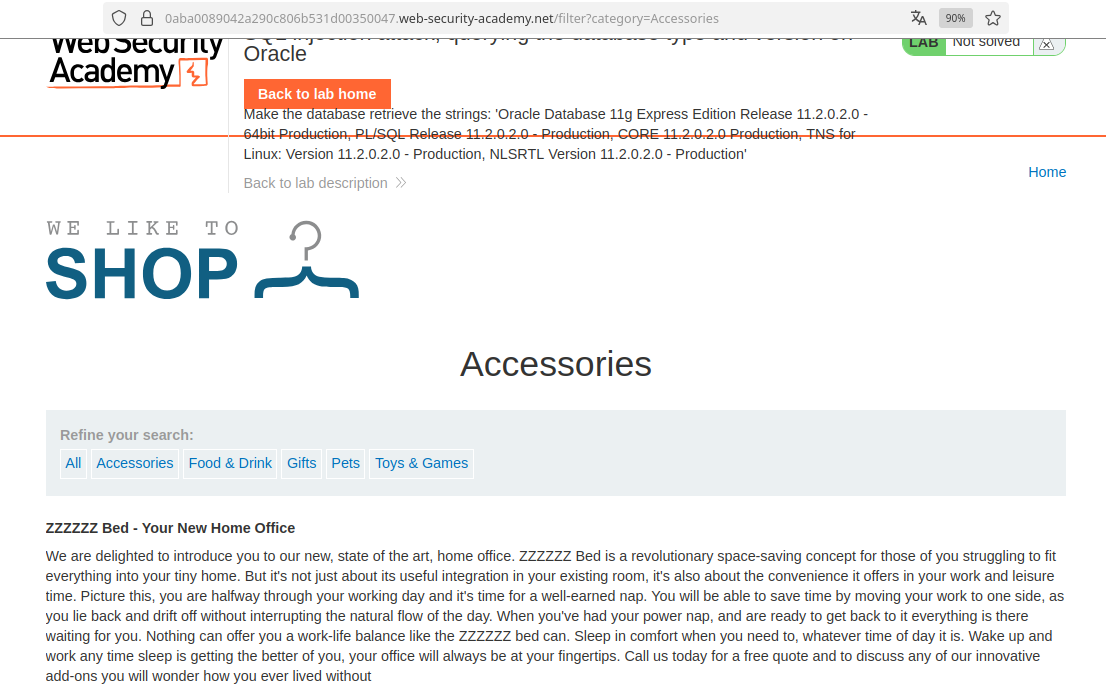 0aba0089042a290c806b531d00350047.web-security-academy.net/filter?category=Accessories
90%
Web Security
Academy
SQL injection attack, querying the database type and version on
Oracle
LAB Not solved
Back to lab home
Make the database retrieve the strings: 'Oracle Database 11g Express Edition Release 11.2.0.2.0 -
64bit Production, PL/SQL Release 11.2.0.2.0 - Production, CORE 11.2.0.2.0 Production, TNS for
Linux: Version 11.2.0.2.0 - Production, NLSRTL Version 11.2.0.2.0 - Production'
Back to lab description
Home
WE LIKE TO
SHOP
Accessories
Refine your search:
All Accessories Food & Drink Gifts Pets Toys & Games
ZZZZZZ Bed - Your New Home Office
We are delighted to introduce you to our new, state of the art, home office. ZZZZZZ Bed is a revolutionary space-saving concept for those of you struggling to fit
everything into your tiny home. But it's not just about its useful integration in your existing room, it's also about the convenience it offers in your work and leisure
time. Picture this, you are halfway through your working day and it's time for a well-earned nap. You will be able to save time by moving your work to one side, as
you lie back and drift off without interrupting the natural flow of the day. When you've had your power nap, and are ready to get back to it everything is there
waiting for you. Nothing can offer you a work-life balance like the ZZZZZZ bed can. Sleep in comfort when you need to, whatever time of day it is. Wake up and
work any time sleep is getting the better of you, your office will always be at your fingertips. Call us today for a free quote and to discuss any of our innovative
add-ons you will wonder how you ever lived without